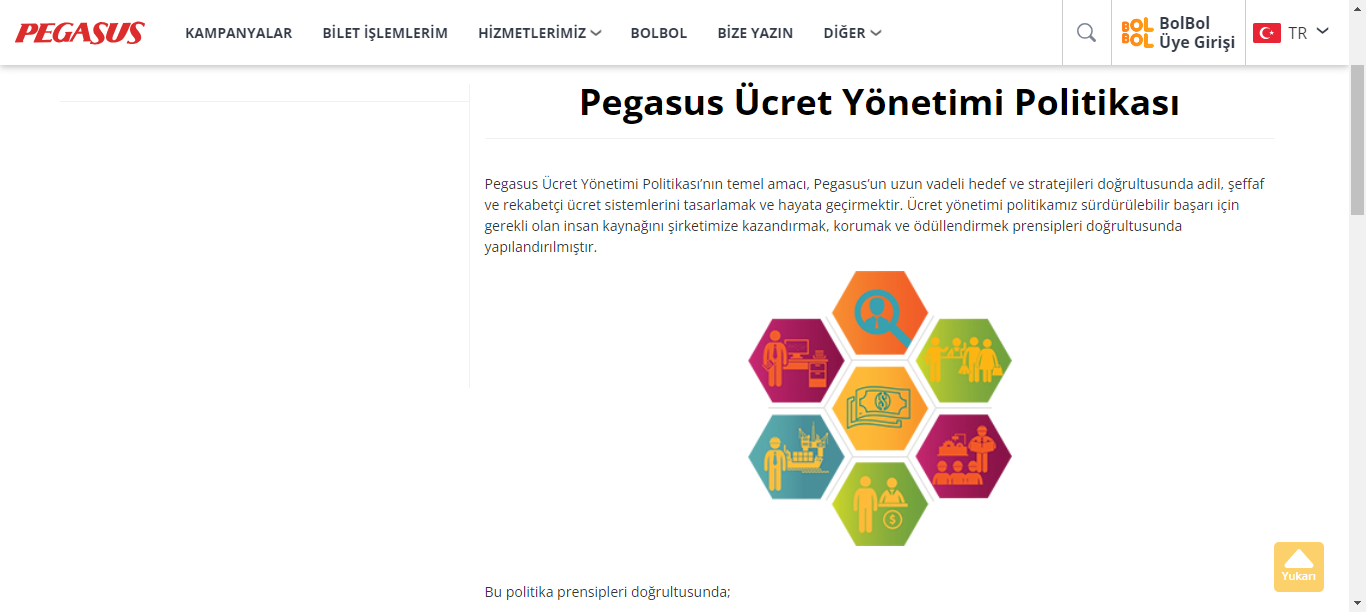 PEGASUS
KAMPANYALAR
BİLET İŞLEMLERİM
HİZMETLERİMİZ
BOLBOL
BİZE YAZIN
DİĞER
BOL
BOL
BolBol
Üye Girişi
TR
Pegasus Ücret Yönetimi Politikası
Pegasus Ücret Yönetimi Politikası’nın temel amacı, Pegasus’un uzun vadeli hedef ve stratejileri doğrultusunda adil, şeffaf
ve rekabetçi ücret sistemlerini tasarlamak ve hayata geçirmektir. Ücret yönetimi politikamız sürdürülebilir başarı için
gerekli olan insan kaynağını şirketimize kazandırmak, korumak ve ödüllendirmek prensipleri doğrultusunda
yapılandırılmıştır.
$
$
Bu politika prensipleri doğrultusunda;
Yukarı